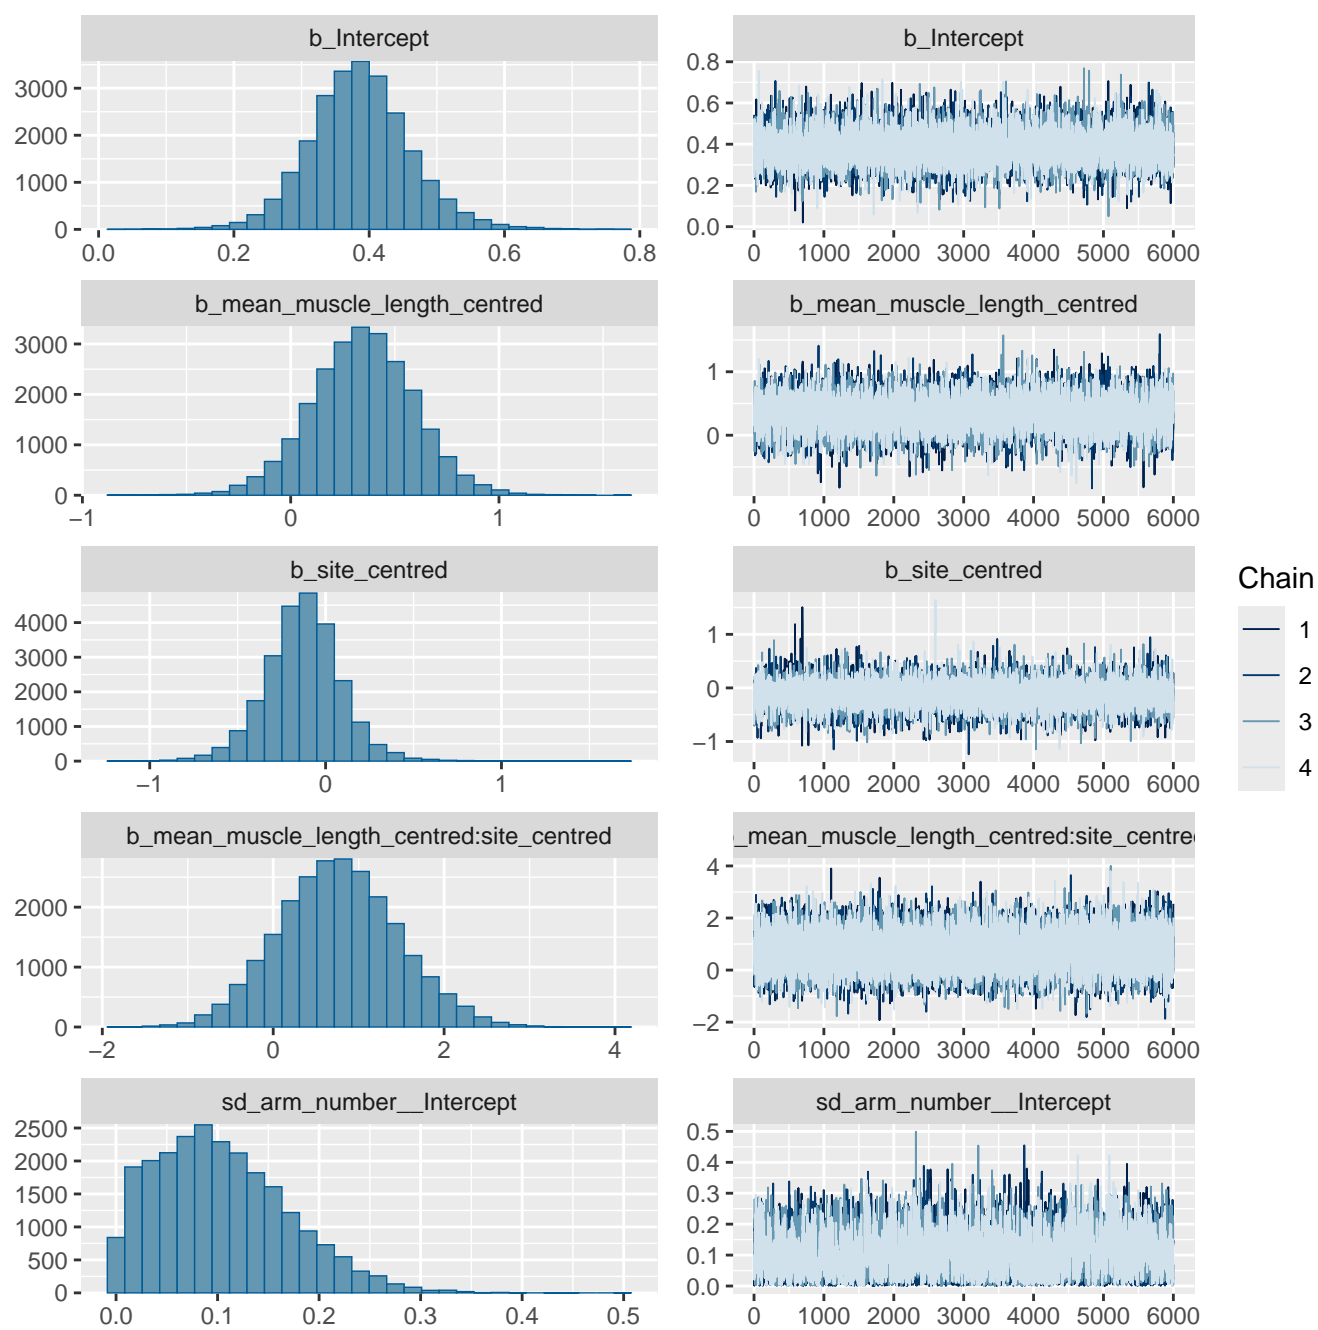 b_Intercept
3000
2000
1000
0
0.0 0.2 0.4 0.6 0.8
b_Intercept
0.8
0.6
0.4
0.2
0.0
0 1000 2000 3000 4000 5000 6000
b_mean_muscle_length_centred
3000
2000
1000
0
−1 0 1
b_mean_muscle_length_centred
1
0
0 1000 2000 3000 4000 5000 6000
b_site_centred
4000
3000
2000
1000
0
−1 0 1
b_site_centred
1
0
−1
0 1000 2000 3000 4000 5000 6000
b_mean_muscle_length_centred:site_centred
2000
1000
0
−2 0 2 4
_mean_muscle_length_centred:site_centre
4
2
0
−2
0 1000 2000 3000 4000 5000 6000
sd_arm_number__Intercept
2500
2000
1500
1000
500
0
0.0 0.1 0.2 0.3 0.4 0.5
sd_arm_number__Intercept
0.5
0.4
0.3
0.2
0.1
0.0
0 1000 2000 3000 4000 5000 6000
Chain
1
2
3
4